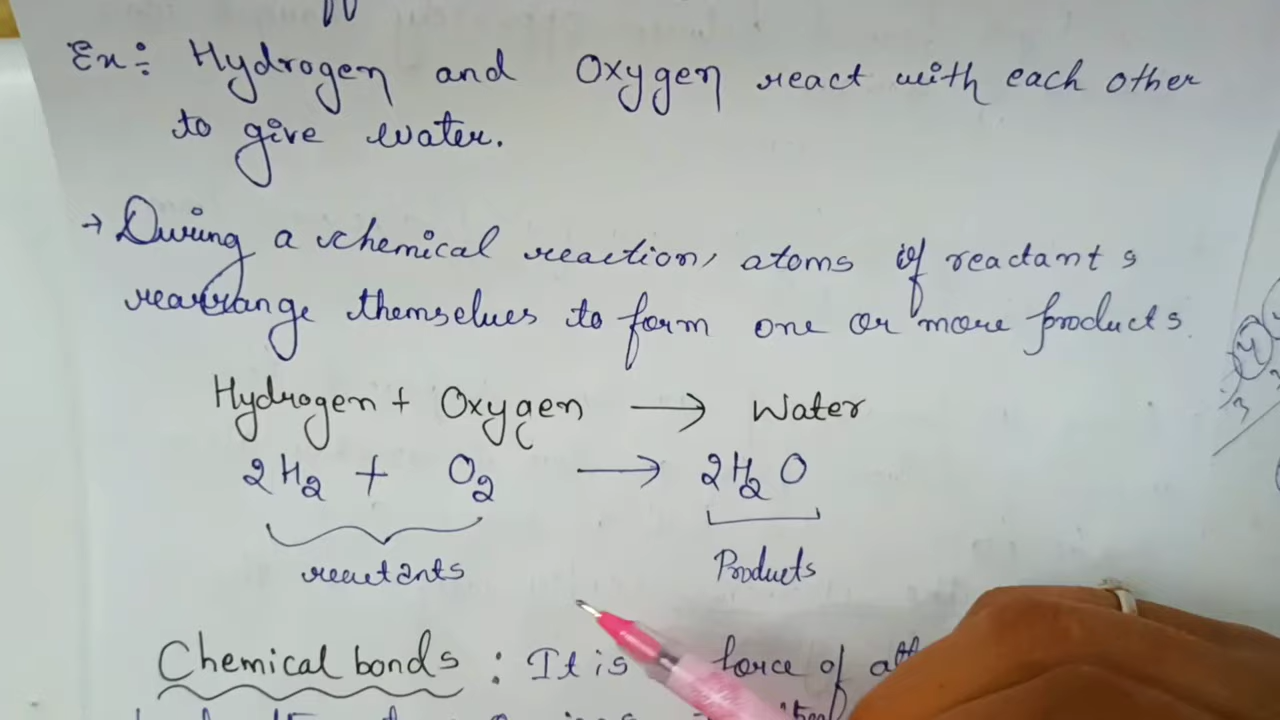 Ex:- Hydrogen and Oxygen react with each other
to give water.
→ During a chemical reaction, atoms of reactants
rearrange themselves to form one or more products.
Hydrogen + Oxygen → Water
2H₂ + O₂ → 2H₂O
reactants Products
Chemical bonds : It is force of